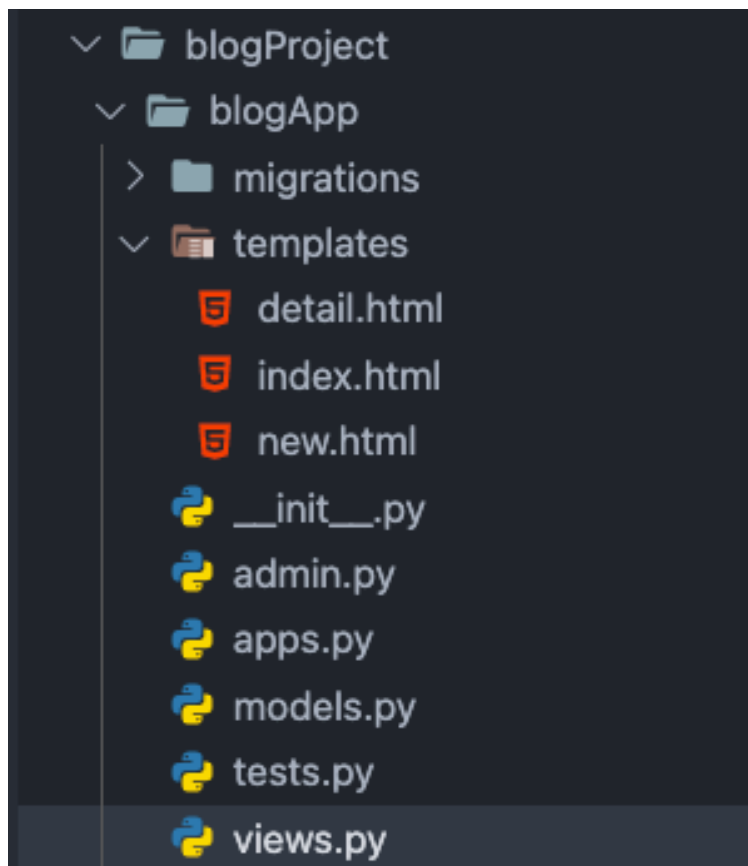 blogProject
blogApp
migrations
templates
detail.html
index.html
new.html
__init__.py
admin.py
apps.py
models.py
tests.py
views.py